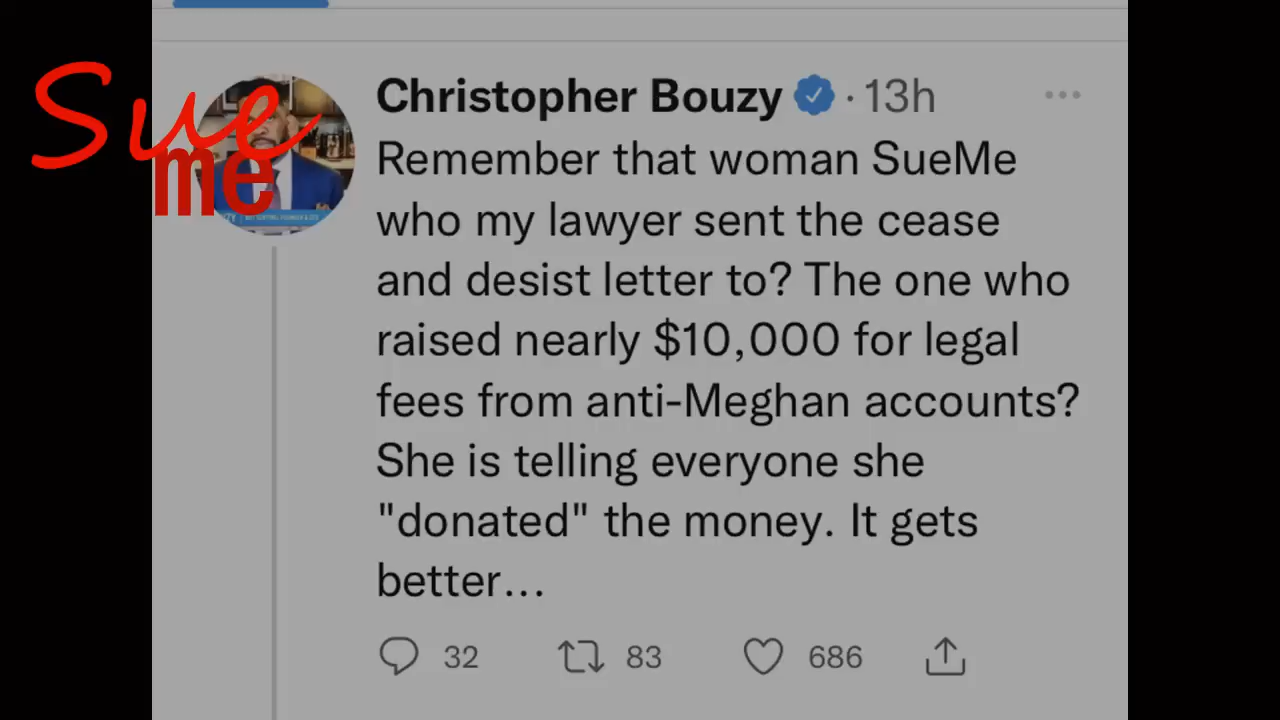 Sue
me
Christopher Bouzy · 13h
Remember that woman SueMe
who my lawyer sent the cease
and desist letter to? The one who
raised nearly $10,000 for legal
fees from anti-Meghan accounts?
She is telling everyone she
"donated" the money. It gets
better...
32 83 686